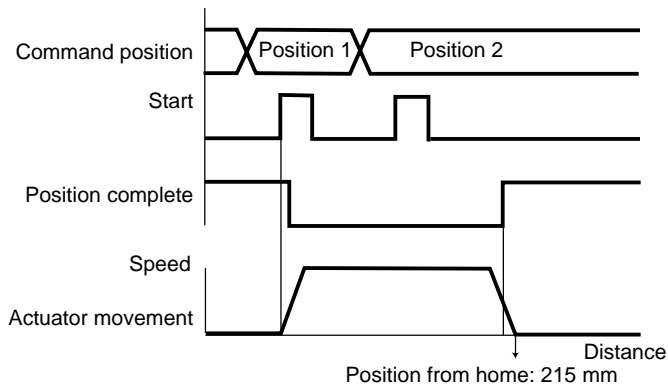 Command position
Position 1
Position 2
Start
Position complete
Speed
Actuator movement
Distance
Position from home: 215 mm